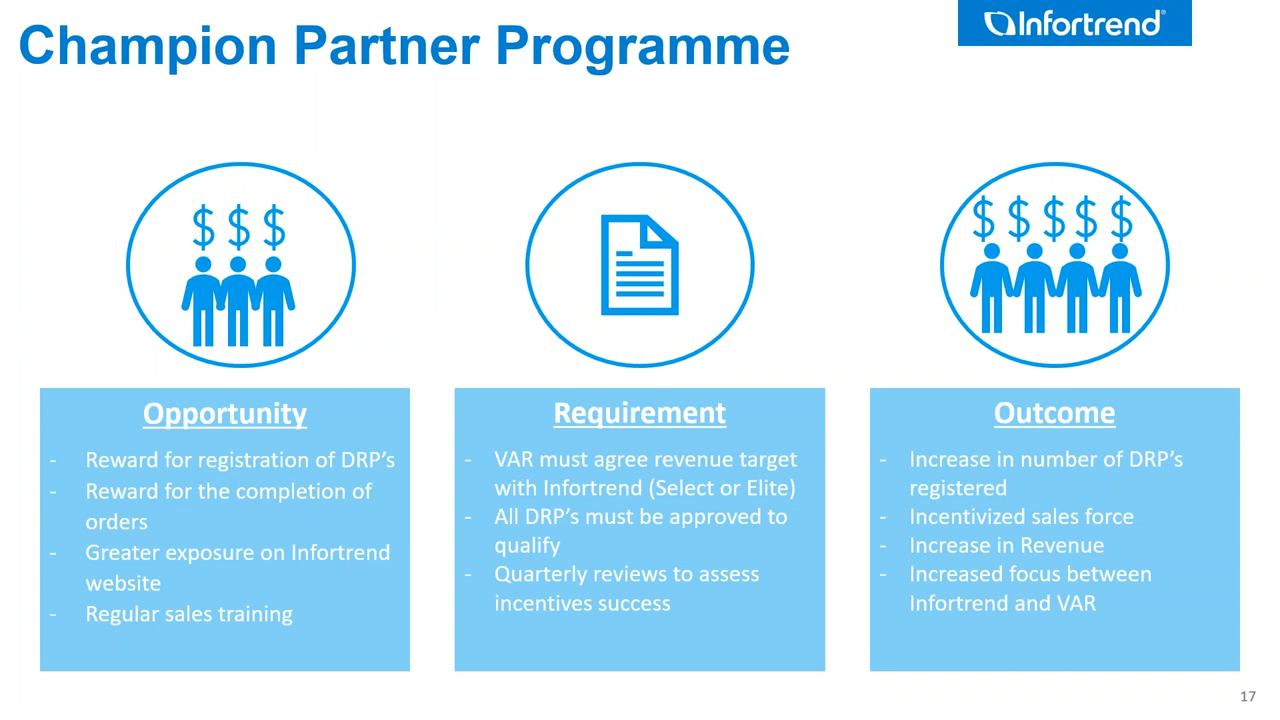 Champion Partner Programme
Infortrend®
$ $ $
$ $ $ $ $
Opportunity
- Reward for registration of DRP's
- Reward for the completion of
orders
- Greater exposure on Infortrend
website
- Regular sales training
Requirement
- VAR must agree revenue target
with Infortrend (Select or Elite)
- All DRP's must be approved to
qualify
- Quarterly reviews to assess
incentives success
Outcome
- Increase in number of DRP's
registered
- Incentivized sales force
- Increase in Revenue
- Increased focus between
Infortrend and VAR
17